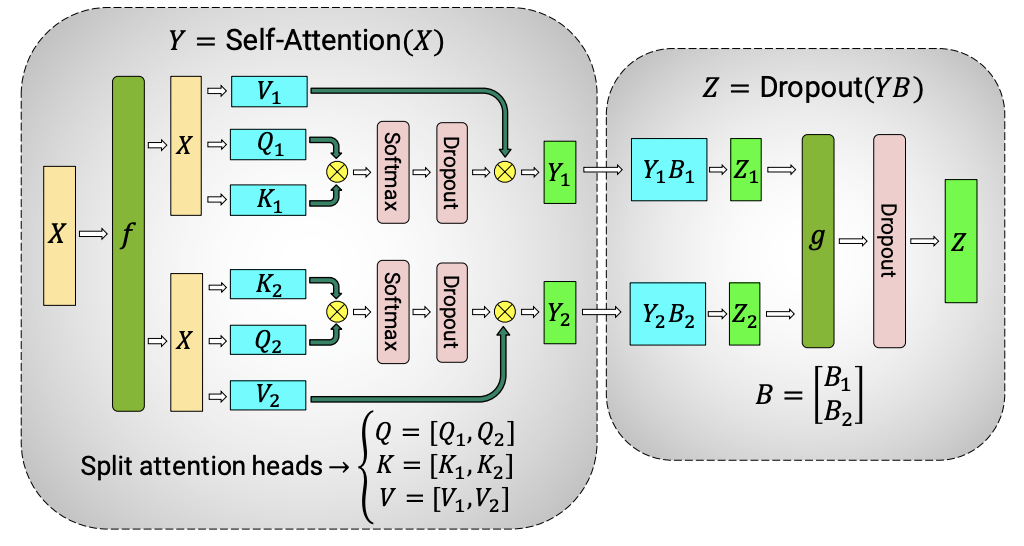 Y = Self-Attention(X)
X
f
X
V₁
Q₁
K₁
⊗
Softmax
Dropout
⊗
Y₁
X
K₂
Q₂
V₂
⊗
Softmax
Dropout
⊗
Y₂
Split attention heads →
Q = [Q₁, Q₂]
K = [K₁, K₂]
V = [V₁, V₂]
Z = Dropout(YB)
Y₁B₁
Z₁
Y₂B₂
Z₂
g
Dropout
Z
B = [B₁
B₂]